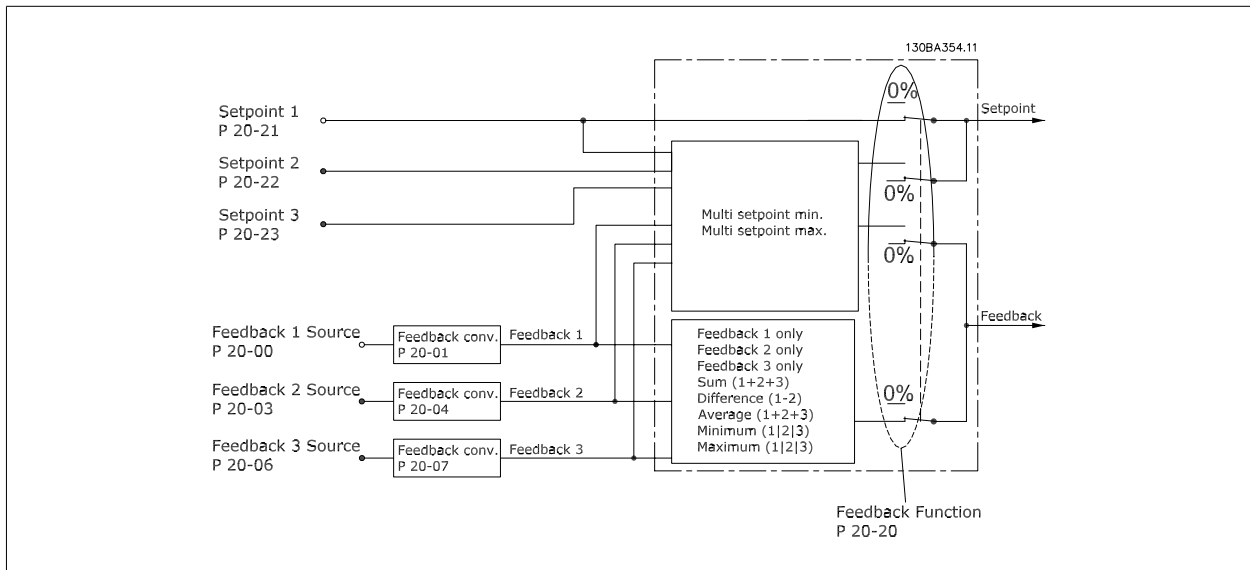 130BA354.11
0%
Setpoint 1
P 20-21
Setpoint
Setpoint 2
P 20-22
0%
Setpoint 3
P 20-23
Multi setpoint min.
Multi setpoint max.
0%
Feedback 1 Source
P 20-00
Feedback conv.
P 20-01
Feedback 1
Feedback
Feedback 2 Source
P 20-03
Feedback conv.
P 20-04
Feedback 2
Feedback 3 Source
P 20-06
Feedback conv.
P 20-07
Feedback 3
Feedback 1 only
Feedback 2 only
Feedback 3 only
Sum (1+2+3)
Difference (1-2)
Average (1+2+3)
Minimum (1|2|3)
Maximum (1|2|3)
0%
Feedback Function
P 20-20